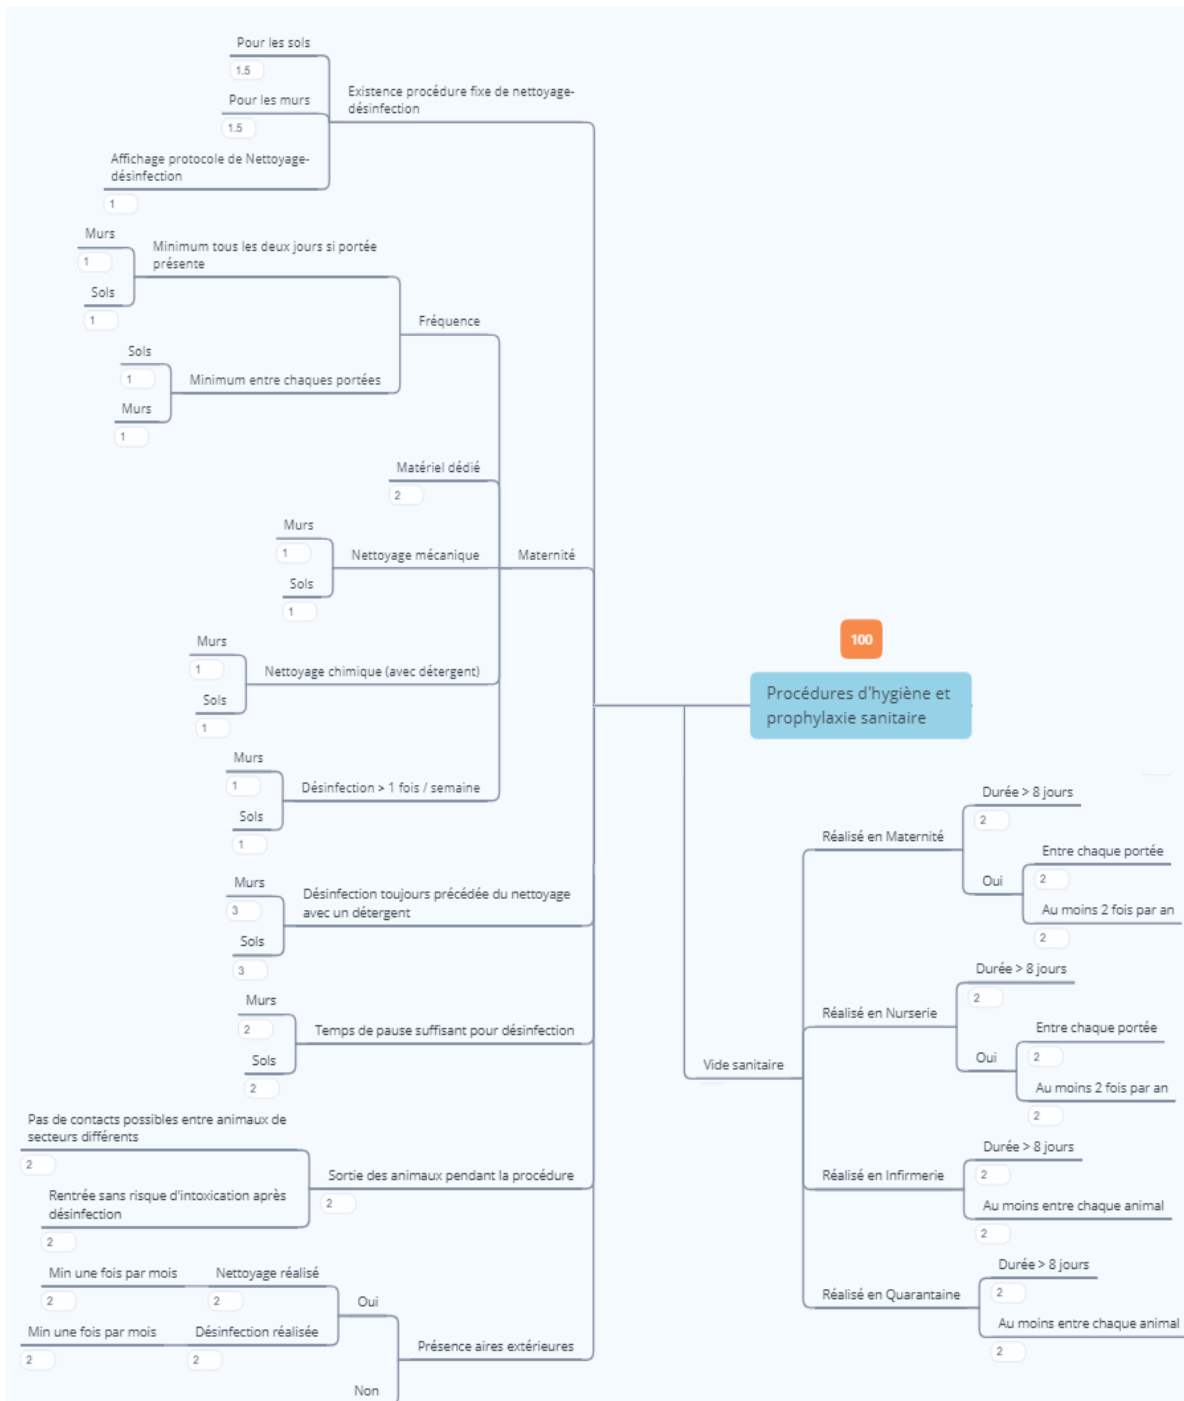 Pour les sols
1.5
Pour les murs
1.5
Affichage protocole de Nettoyage-
désinfection
1
Existence procédure fixe de nettoyage-
désinfection
Murs
1
Sols
1
Minimum tous les deux jours si portée
présente
Sols
1
Murs
1
Minimum entre chaques portées
Fréquence
Matériel dédié
2
Murs
1
Sols
1
Nettoyage mécanique
Maternité
Murs
1
Sols
1
Nettoyage chimique (avec détergent)
Murs
1
Sols
1
Désinfection > 1 fois / semaine
Murs
3
Sols
3
Désinfection toujours précédée du nettoyage
avec un détergent
Murs
2
Sols
2
Temps de pause suffisant pour désinfection
Pas de contacts possibles entre animaux de
secteurs différents
2
Rentrée sans risque d'intoxication après
désinfection
2
Sortie des animaux pendant la procédure
2
Min une fois par mois
2
Nettoyage réalisé
2
Min une fois par mois
2
Désinfection réalisée
2
Oui
Non
Présence aires extérieures
100
Procédures d'hygiène et
prophylaxie sanitaire
Vide sanitaire
Réalisé en Maternité
Durée > 8 jours
2
Oui
Entre chaque portée
2
Au moins 2 fois par an
2
Réalisé en Nurserie
Durée > 8 jours
2
Oui
Entre chaque portée
2
Au moins 2 fois par an
2
Réalisé en Infirmerie
Durée > 8 jours
2
Au moins entre chaque animal
2
Réalisé en Quarantaine
Durée > 8 jours
2
Au moins entre chaque animal
2